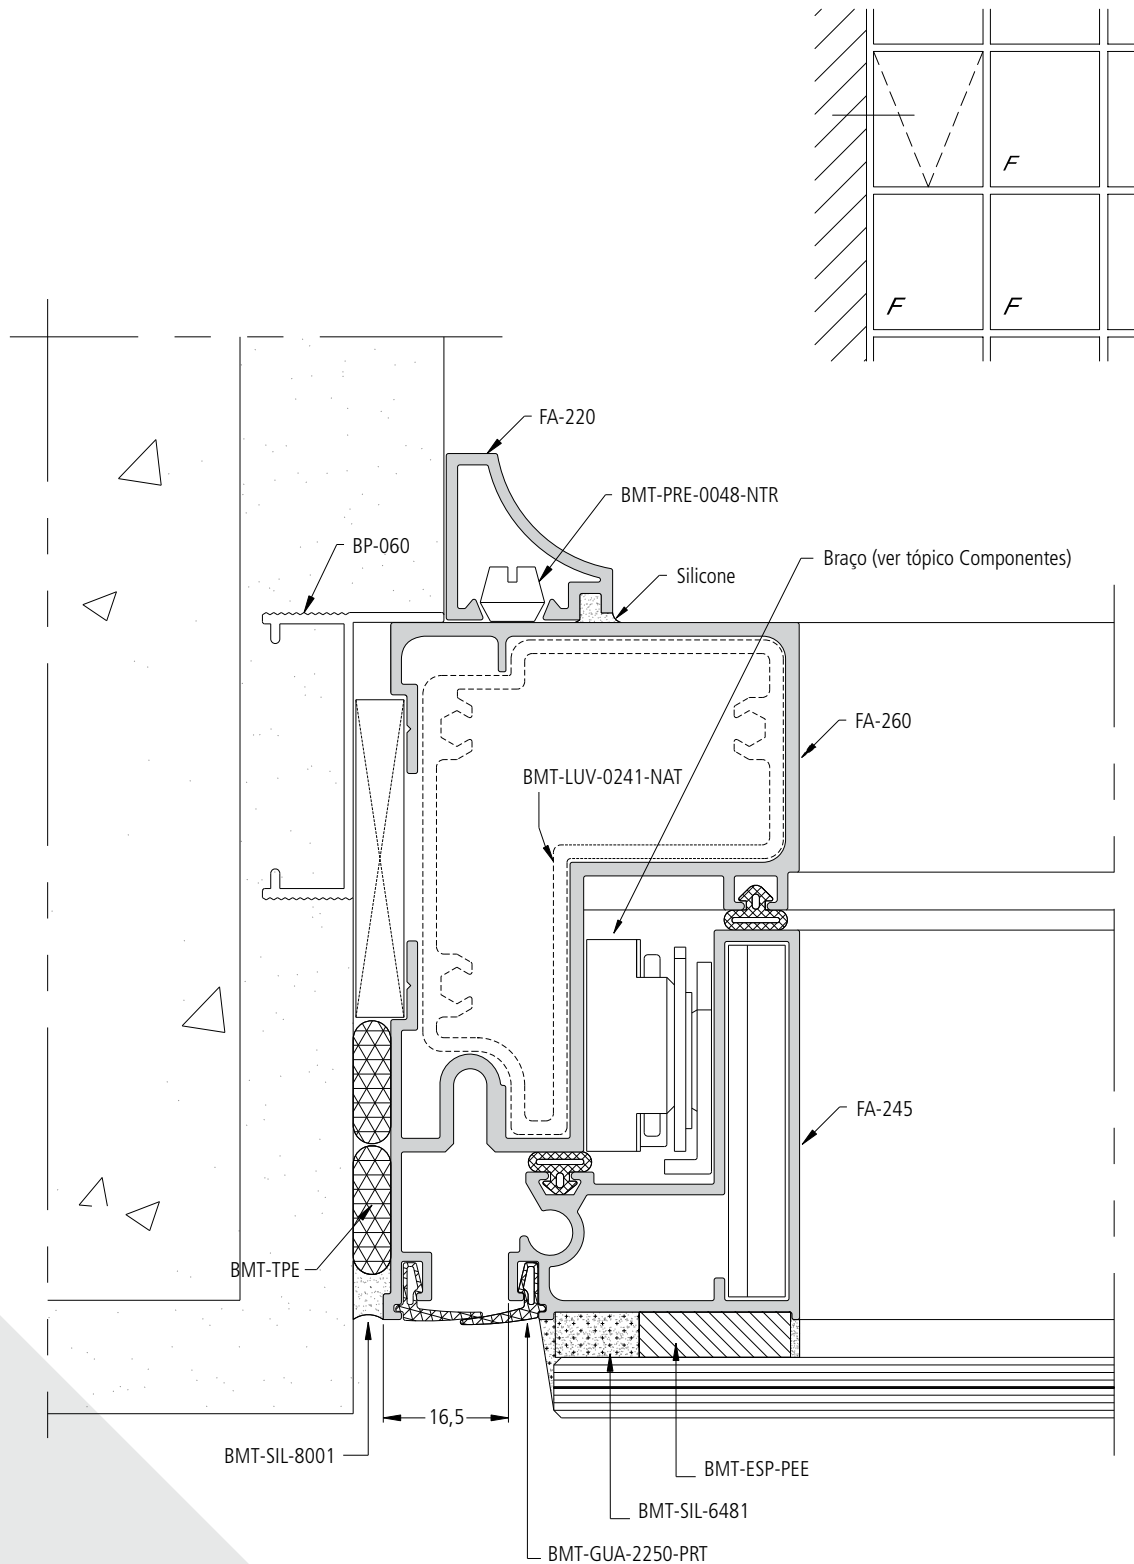 F
F
F
FA-220
BMT-PRE-0048-NTR
BP-060
Braço (ver tópico Componentes)
Silicone
FA-260
BMT-LUV-0241-NAT
FA-245
BMT-TPE
16,5
BMT-SIL-8001
BMT-ESP-PEE
BMT-SIL-6481
BMT-GUA-2250-PRT